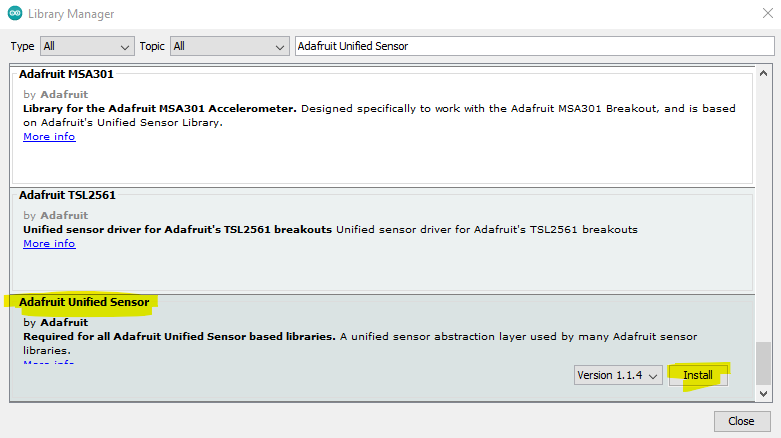 Library Manager
Type All Topic All Adafruit Unified Sensor
Adafruit MSA301
by Adafruit
Library for the Adafruit MSA301 Accelerometer. Designed specifically to work with the Adafruit MSA301 Breakout, and is based
on Adafruit's Unified Sensor Library.
More info
Adafruit TSL2561
by Adafruit
Unified sensor driver for Adafruit's TSL2561 breakouts Unified sensor driver for Adafruit's TSL2561 breakouts
More info
Adafruit Unified Sensor
by Adafruit
Required for all Adafruit Unified Sensor based libraries. A unified sensor abstraction layer used by many Adafruit sensor
libraries.
More info
Version 1.1.4 Install
Close